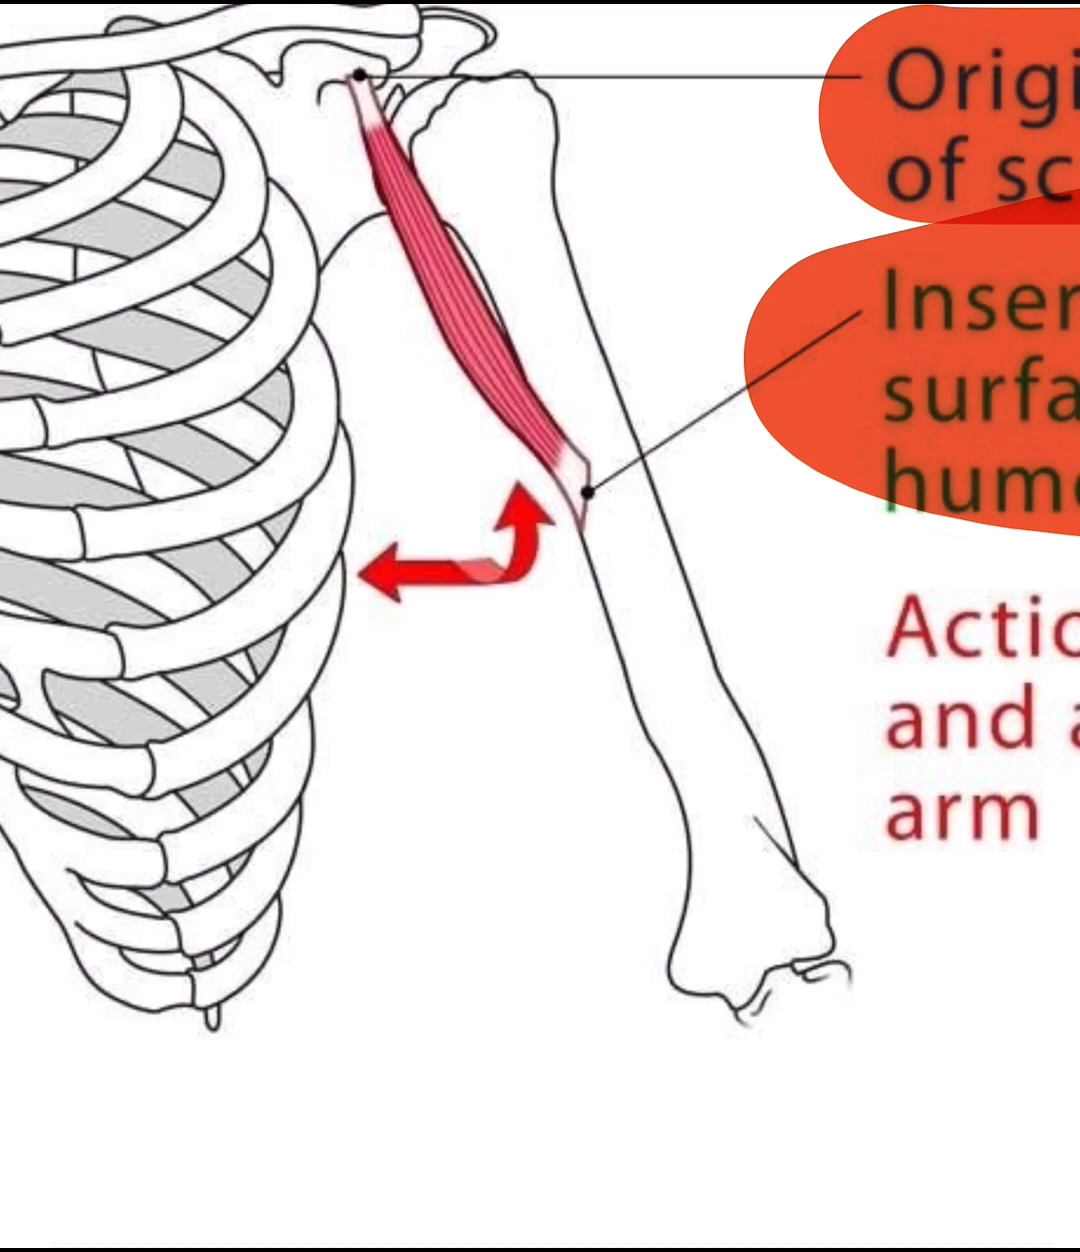 Origi
of sc
Inser
surfa
hume
Actio
and a
arm